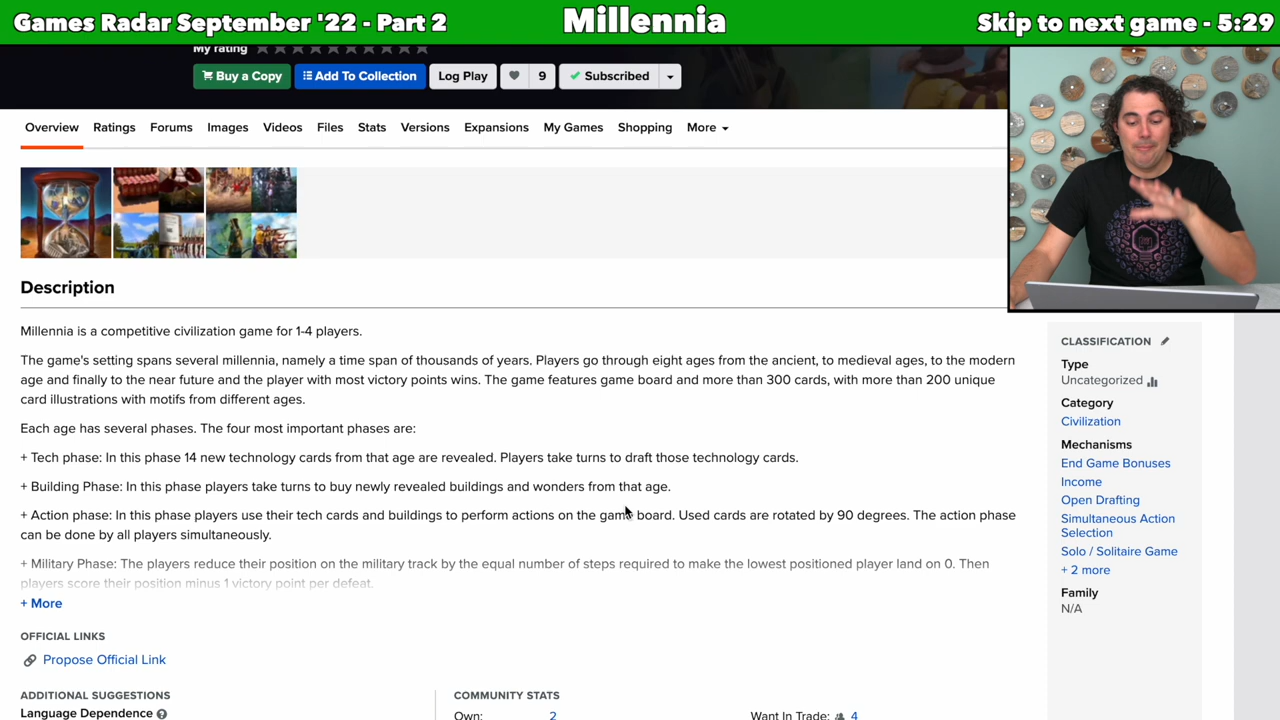 Games Radar September '22 - Part 2
Millennia
Skip to next game - 5:29
My rating
Buy a Copy
Add To Collection
Log Play
9
Subscribed
Overview
Ratings
Forums
Images
Videos
Files
Stats
Versions
Expansions
My Games
Shopping
More
Description
Millennia is a competitive civilization game for 1-4 players.
The game's setting spans several millennia, namely a time span of thousands of years. Players go through eight ages from the ancient, to medieval ages, to the modern
age and finally to the near future and the player with most victory points wins. The game features game board and more than 300 cards, with more than 200 unique
card illustrations with motifs from different ages.
Each age has several phases. The four most important phases are:
+ Tech phase: In this phase 14 new technology cards from that age are revealed. Players take turns to draft those technology cards.
+ Building Phase: In this phase players take turns to buy newly revealed buildings and wonders from that age.
+ Action phase: In this phase players use their tech cards and buildings to perform actions on the game board. Used cards are rotated by 90 degrees. The action phase
can be done by all players simultaneously.
+ Military Phase: The players reduce their position on the military track by the equal number of steps required to make the lowest positioned player land on 0. Then
players score their position minus 1 victory point per defeat.
+ More
OFFICIAL LINKS
Propose Official Link
ADDITIONAL SUGGESTIONS
Language Dependence
COMMUNITY STATS
Own: 2
Want In Trade: 4
CLASSIFICATION
Type
Uncategorized
Category
Civilization
Mechanisms
End Game Bonuses
Income
Open Drafting
Simultaneous Action
Selection
Solo / Solitaire Game
+ 2 more
Family
N/A